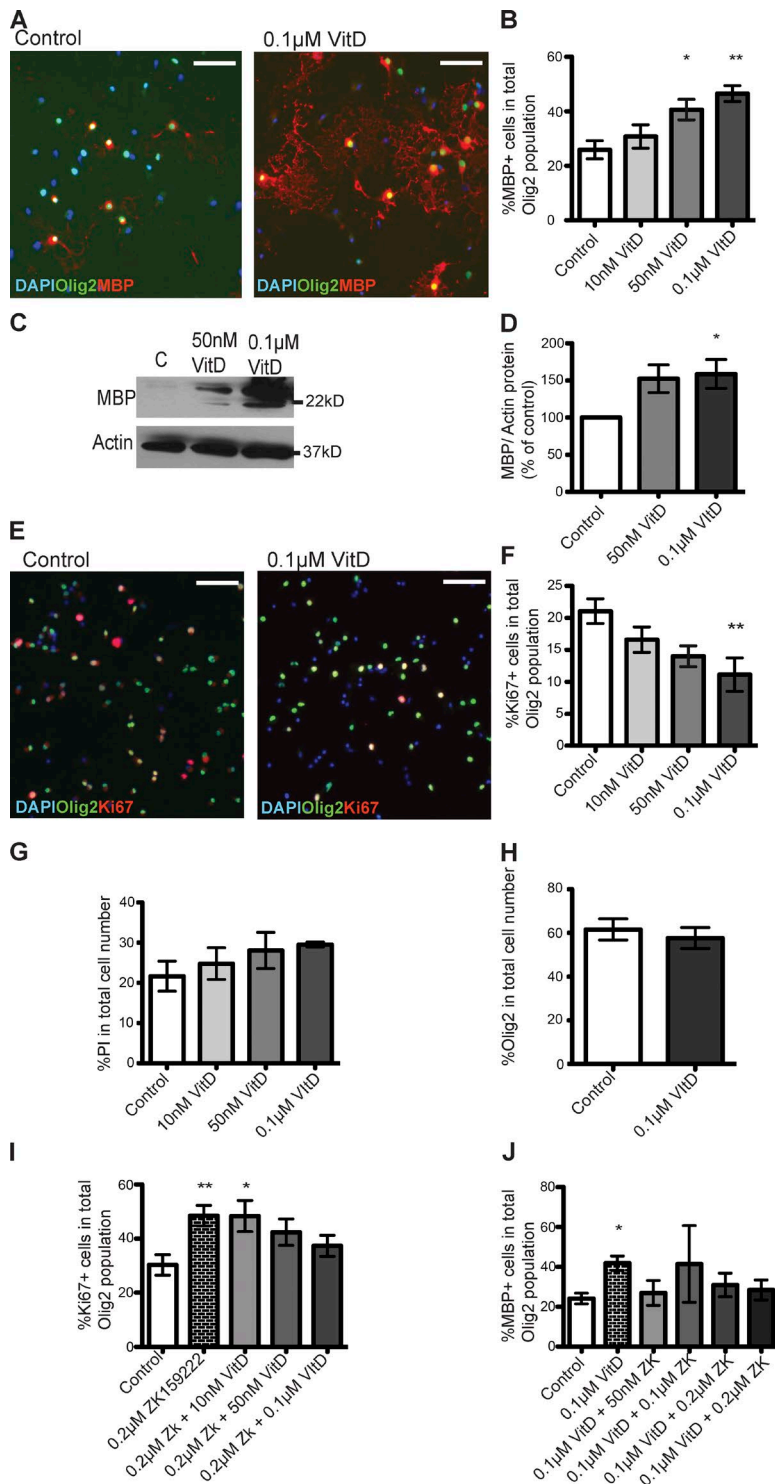 A
Control
0.1µM VitD
DAPIOlig2MBP
DAPIOlig2MBP
B
%MBP+ cells in total
Olig2 population
60
40
20
0
Control
10nM VitD
50nM VitD
0.1µM VITD
*
**
C
C
50nM
VitD
0.1µM
VitD
MBP
22kD
Actin
37kD
D
MBP/ Actin protein
(% of control)
200
150
100
50
0
Control
50nM VitD
0.1µM VITD
*
E
Control
0.1µM VitD
DAPIOlig2Ki67
DAPIOlig2Ki67
F
%Ki67+ cells in total
Olig2 population
25
20
15
10
5
0
Control
10nM VitD
50nM VitD
0.1µM VItD
**
G
%PI in total cell number
40
30
20
10
0
Control
10nM VitD
50nM VitD
0.1µM VItD
H
%Olig2 in total cell number
80
60
40
20
0
Control
0.1µM VItD
I
%Ki67+ cells in total
Olig2 population
60
40
20
0
Control
0.2µM ZK159222
0.2µM Zk + 10nM VitD
0.2µM Zk + 50nM VitD
0.2µM Zk + 0.1µM VitD
**
*
J
%MBP+ cells in total
Olig2 population
80
60
40
20
0
Control
0.1µM VitD
0.1µM VitD + 50nM ZK
0.1µM VitD + 0.1µM ZK
0.1µM VitD + 0.2µM ZK
0.1µM VitD + 0.2µM ZK
*